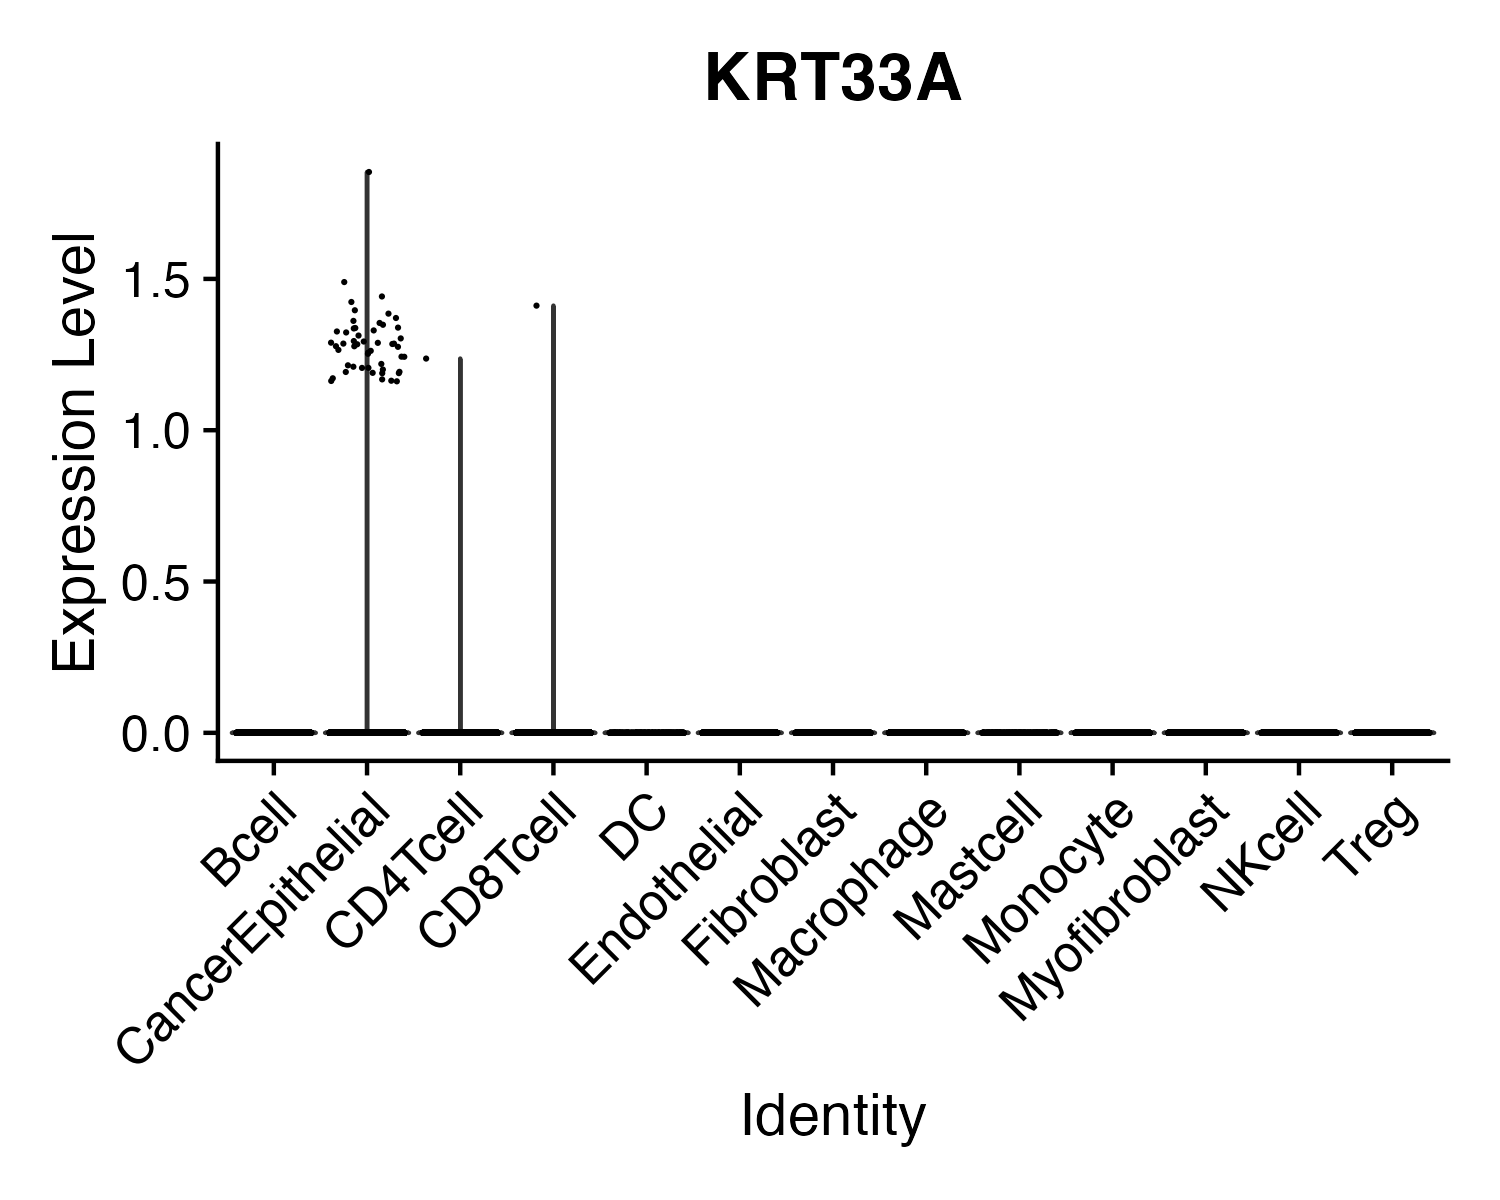 KRT33A
Expression Level
1.5
1.0
0.5
0.0
Bcell
CancerEpithelial
CD4Tcell
CD8Tcell
DC
Endothelial
Fibroblast
Macrophage
Mastcell
Monocyte
Myofibroblast
NKcell
Treg
Identity